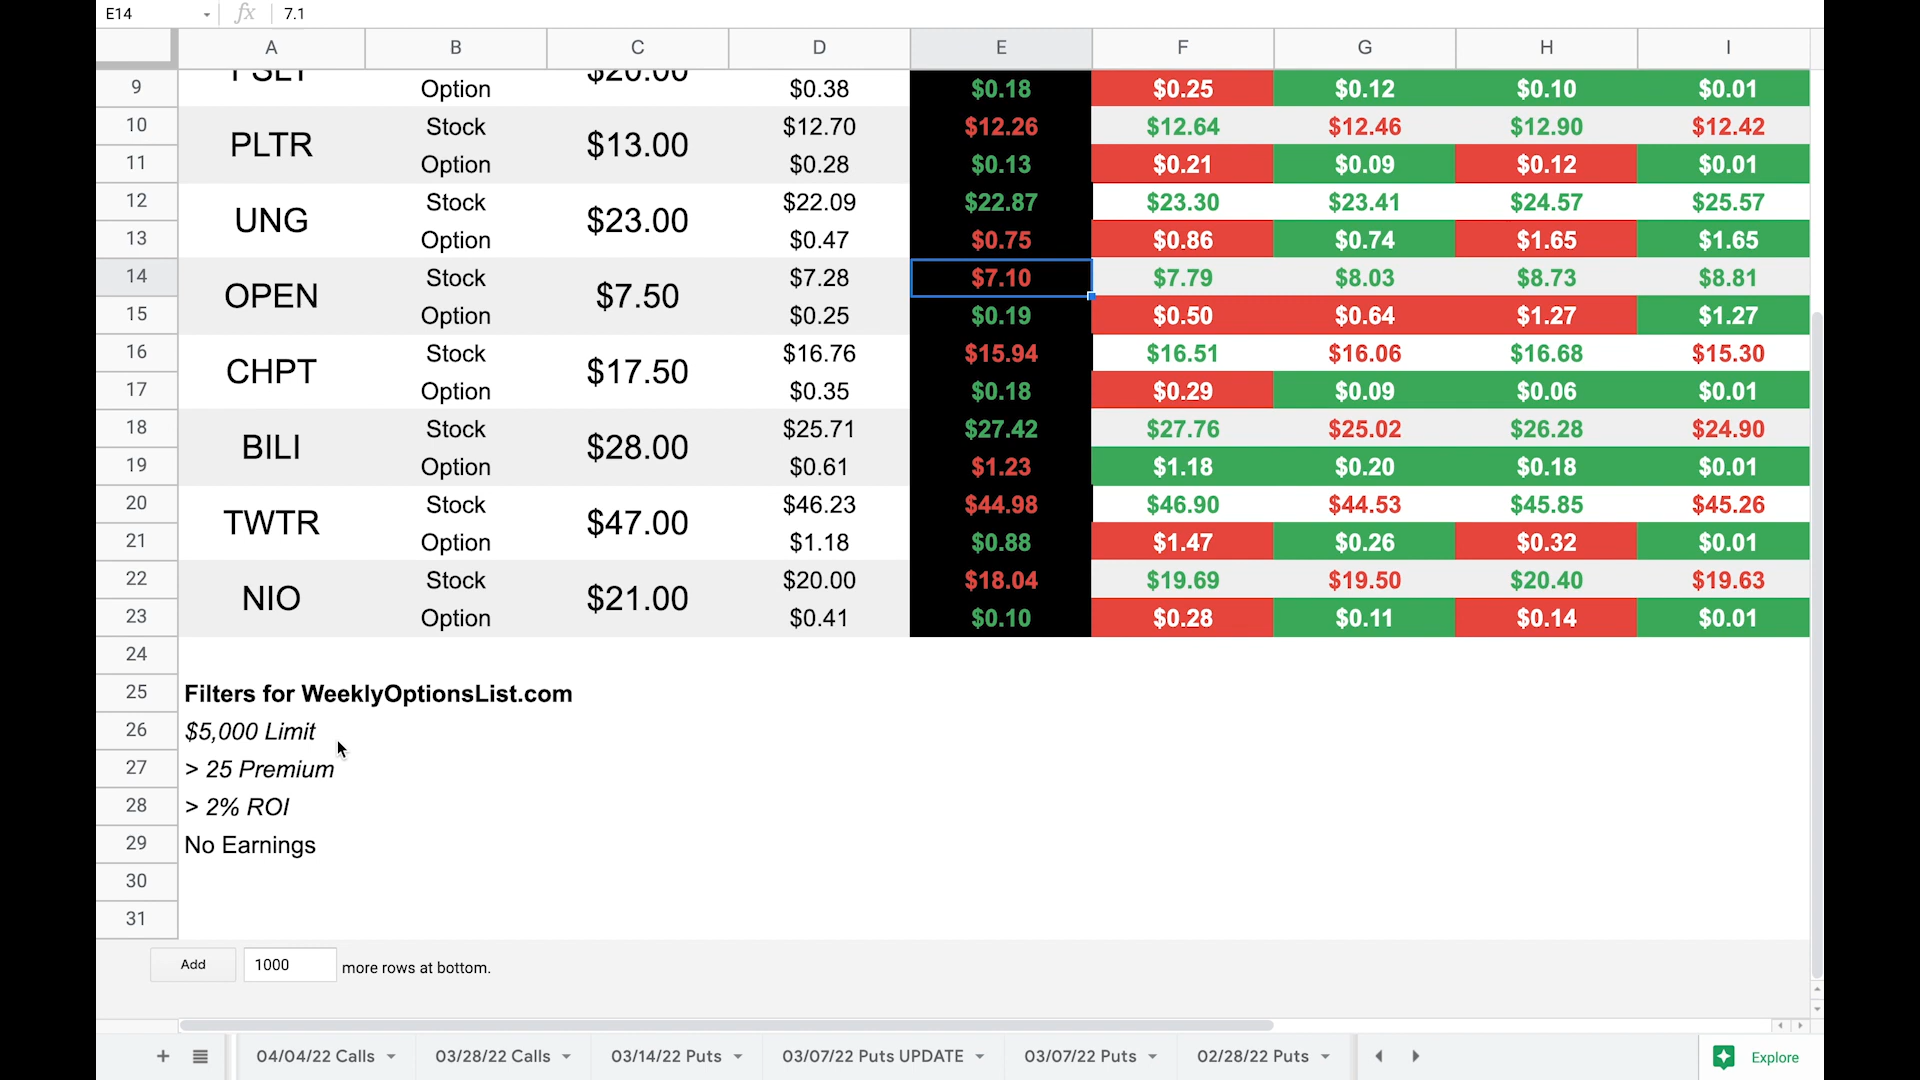 E14 fx 7.1
A B C D E F G H I
9 Option $0.38 $0.18 $0.25 $0.12 $0.10 $0.01
10 Stock $12.70 $12.26 $12.64 $12.46 $12.90 $12.42
PLTR $13.00
11 Option $0.28 $0.13 $0.21 $0.09 $0.12 $0.01
12 Stock $22.09 $22.87 $23.30 $23.41 $24.57 $25.57
UNG $23.00
13 Option $0.47 $0.75 $0.86 $0.74 $1.65 $1.65
14 Stock $7.28 $7.10 $7.79 $8.03 $8.73 $8.81
OPEN $7.50
15 Option $0.25 $0.19 $0.50 $0.64 $1.27 $1.27
16 Stock $16.76 $15.94 $16.51 $16.06 $16.68 $15.30
CHPT $17.50
17 Option $0.35 $0.18 $0.29 $0.09 $0.06 $0.01
18 Stock $25.71 $27.42 $27.76 $25.02 $26.28 $24.90
BILI $28.00
19 Option $0.61 $1.23 $1.18 $0.20 $0.18 $0.01
20 Stock $46.23 $44.98 $46.90 $44.53 $45.85 $45.26
TWTR $47.00
21 Option $1.18 $0.88 $1.47 $0.26 $0.32 $0.01
22 Stock $20.00 $18.04 $19.69 $19.50 $20.40 $19.63
NIO $21.00
23 Option $0.41 $0.10 $0.28 $0.11 $0.14 $0.01
24
25 Filters for WeeklyOptionsList.com
26 $5,000 Limit
27 > 25 Premium
28 > 2% ROI
29 No Earnings
30
31
Add 1000 more rows at bottom.
+ 04/04/22 Calls 03/28/22 Calls 03/14/22 Puts 03/07/22 Puts UPDATE 03/07/22 Puts 02/28/22 Puts Explore